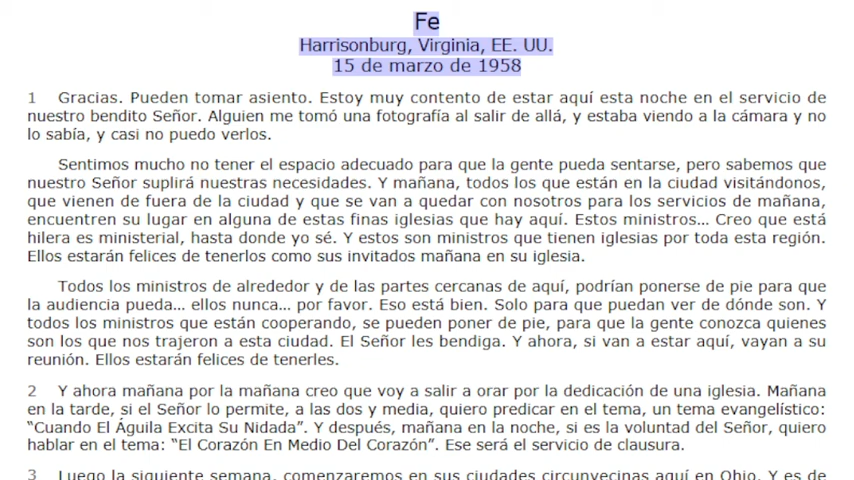 Fe
Harrisonburg, Virginia, EE. UU.
15 de marzo de 1958
1 Gracias. Pueden tomar asiento. Estoy muy contento de estar aquí esta noche en el servicio de
nuestro bendito Señor. Alguien me tomó una fotografía al salir de allá, y estaba viendo a la cámara y no
lo sabía, y casi no puedo verlos.
Sentimos mucho no tener el espacio adecuado para que la gente pueda sentarse, pero sabemos que
nuestro Señor suplirá nuestras necesidades. Y mañana, todos los que están en la ciudad visitándonos,
que vienen de fuera de la ciudad y que se van a quedar con nosotros para los servicios de mañana,
encuentren su lugar en alguna de estas finas iglesias que hay aquí. Estos ministros... Creo que está
hilera es ministerial, hasta donde yo sé. Y estos son ministros que tienen iglesias por toda esta región.
Ellos estarán felices de tenerlos como sus invitados mañana en su iglesia.
Todos los ministros de alrededor y de las partes cercanas de aquí, podrían ponerse de pie para que
la audiencia pueda... ellos nunca... por favor. Eso está bien. Solo para que puedan ver de dónde son. Y
todos los ministros que están cooperando, se pueden poner de pie, para que la gente conozca quienes
son los que nos trajeron a esta ciudad. El Señor les bendiga. Y ahora, si van a estar aquí, vayan a su
reunión. Ellos estarán felices de tenerles.
2 Y ahora mañana por la mañana creo que voy a salir a orar por la dedicación de una iglesia. Mañana
en la tarde, si el Señor lo permite, a las dos y media, quiero predicar en el tema, un tema evangelístico:
“Cuando El Águila Excita Su Nidada”. Y después, mañana en la noche, si es la voluntad del Señor, quiero
hablar en el tema: “El Corazón En Medio Del Corazón”. Ese será el servicio de clausura.
3 Luego la siguiente semana, comenzaremos en sus ciudades circunvecinas aquí en Ohio. Y es de